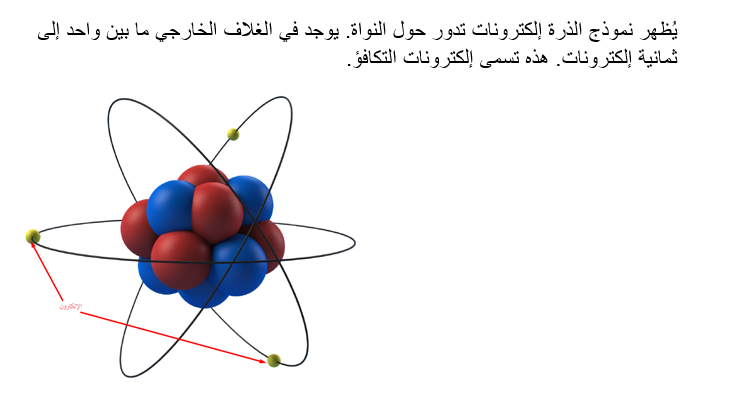 يُظهر نموذج الذرة إلكترونات تدور حول النواة. يوجد في الغلاف الخارجي ما بين واحد إلى
ثمانية إلكترونات. هذه تسمى إلكترونات التكافؤ.
الإلكترون